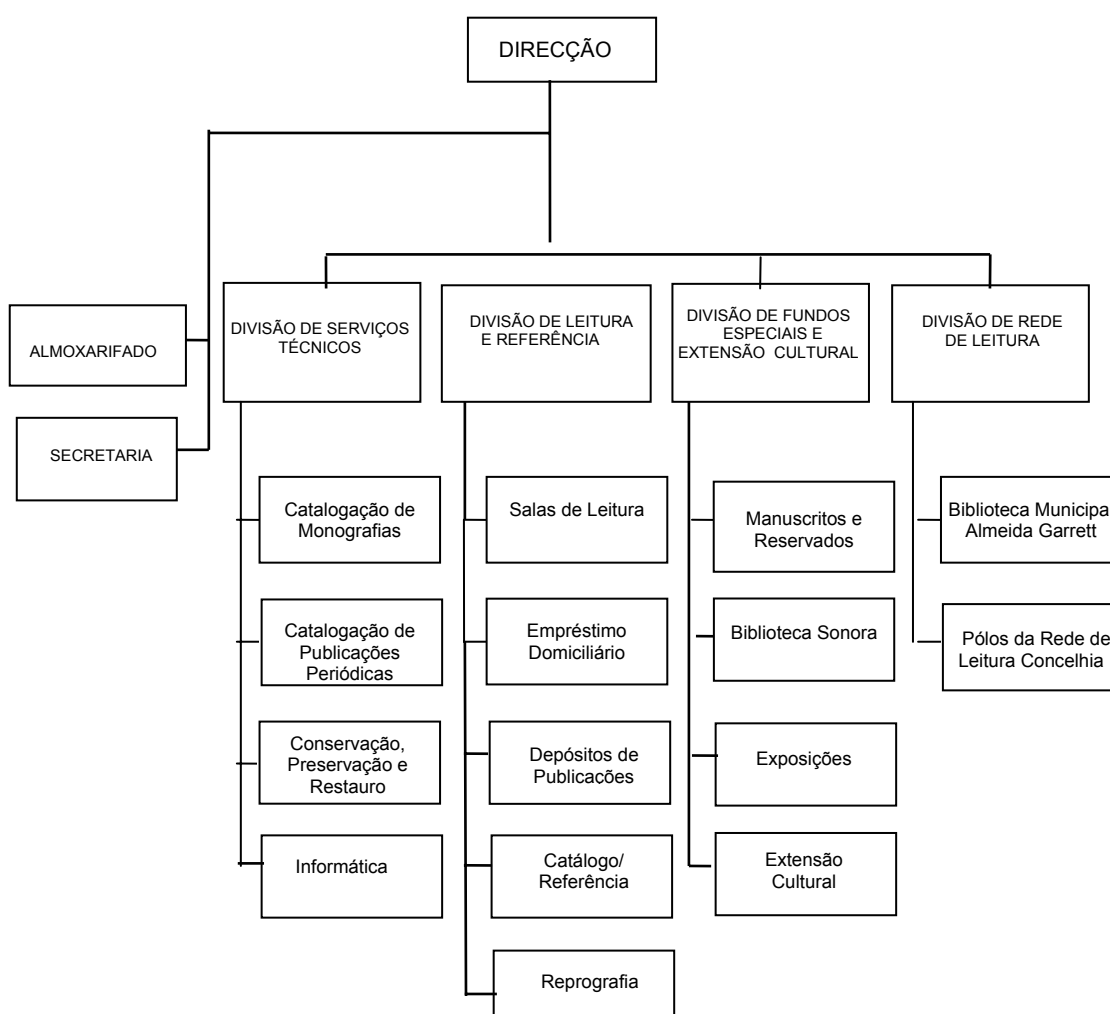 DIRECÇÃO
ALMOXARIFADO
SECRETARIA
DIVISÃO DE SERVIÇOS
TÉCNICOS
DIVISÃO DE LEITURA
E REFERÊNCIA
DIVISÃO DE FUNDOS
ESPECIAIS E
EXTENSÃO CULTURAL
DIVISÃO DE REDE
DE LEITURA
Catalogação de
Monografias
Catalogação de
Publicações
Periódicas
Conservação,
Preservação e
Restauro
Informática
Salas de Leitura
Empréstimo
Domiciliário
Depósitos de
Publicações
Catálogo/
Referência
Reprografia
Manuscritos e
Reservados
Biblioteca Sonora
Exposições
Extensão
Cultural
Biblioteca Municipa
Almeida Garrett
Pólos da Rede de
Leitura Concelhia